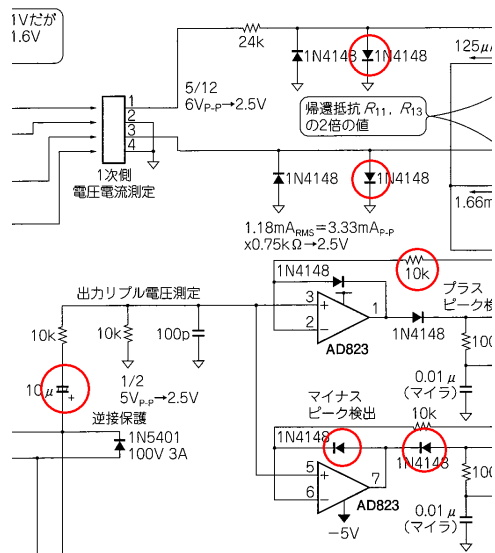 1Vだが
1.6V
24k
1N4148
1N4148
125μA
5/12
6VP-P→2.5V
帰還抵抗 R11, R13
の2倍の値
1
2
3
4
1次側
電圧電流測定
1N4148
1N4148
1.18mARMS=3.33mAP-P
x0.75kΩ→2.5V
1.66m
10k
1N4148
出力リプル電圧測定
プラス
ピーク検
3
2
1
+
−
10k
10k
100p
AD823
1N4148
100
10μ
+
1/2
5VP-P→2.5V
0.01μ
(マイラ)
逆接保護
マイナス
ピーク検出
10k
1N5401
100V 3A
1N4148
1N4148
5
6
7
+
−
100
AD823
−5V
0.01μ
(マイラ)